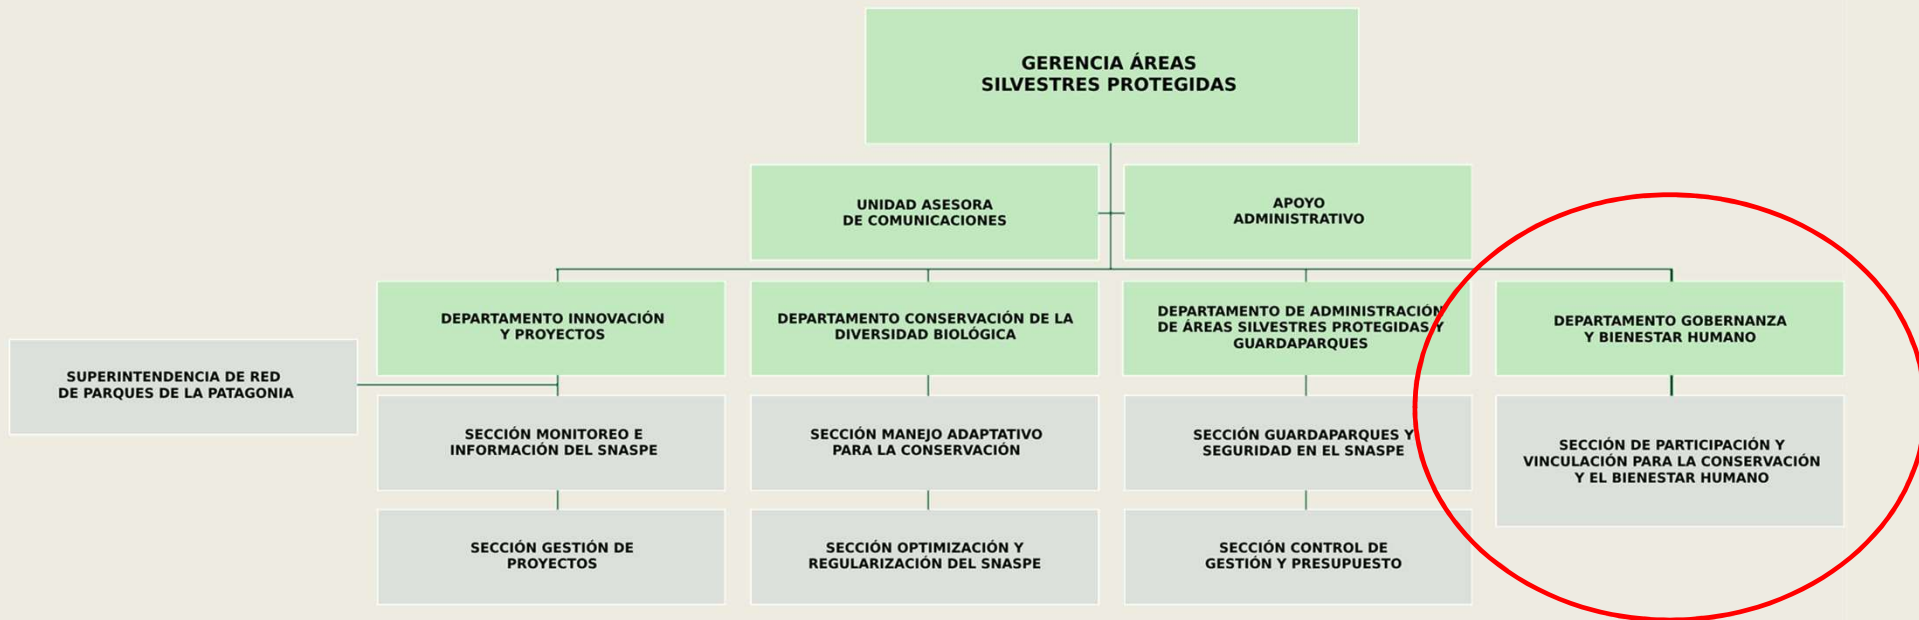 GERENCIA ÁREAS
SILVESTRES PROTEGIDAS
UNIDAD ASESORA
DE COMUNICACIONES
APOYO
ADMINISTRATIVO
DEPARTAMENTO INNOVACIÓN
Y PROYECTOS
DEPARTAMENTO CONSERVACIÓN DE LA
DIVERSIDAD BIOLÓGICA
DEPARTAMENTO DE ADMINISTRACIÓN
DE ÁREAS SILVESTRES PROTEGIDAS Y
GUARDAPARQUES
DEPARTAMENTO GOBERNANZA
Y BIENESTAR HUMANO
SUPERINTENDENCIA DE RED
DE PARQUES DE LA PATAGONIA
SECCIÓN MONITOREO E
INFORMACIÓN DEL SNASPE
SECCIÓN MANEJO ADAPTATIVO
PARA LA CONSERVACIÓN
SECCIÓN GUARDAPARQUES Y
SEGURIDAD EN EL SNASPE
SECCIÓN DE PARTICIPACIÓN Y
VINCULACIÓN PARA LA CONSERVACIÓN
Y EL BIENESTAR HUMANO
SECCIÓN GESTIÓN DE
PROYECTOS
SECCIÓN OPTIMIZACIÓN Y
REGULARIZACIÓN DEL SNASPE
SECCIÓN CONTROL DE
GESTIÓN Y PRESUPUESTO